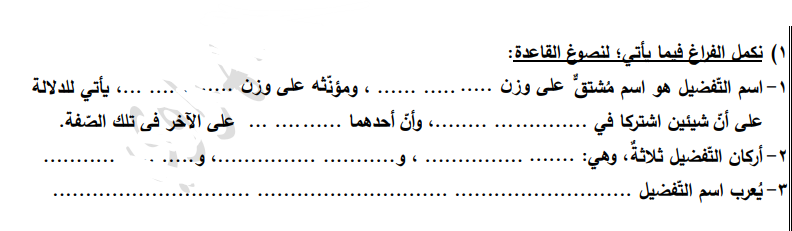 ١) نكمل الفراغ فيما يأتي؛ لنصوغ القاعدة:
١- اسم التّفضيل هو اسم مُشتقٌّ على وزن ..... ..... ...... ، ومؤنّثه على وزن ...... .... ...، يأتي للدلالة
على أنّ شيئين اشتركا في .............. .........، وأنّ أحدهما .......... ... على الآخر في تلك الصّفة.
٢- أركان التّفضيل ثلاثةٌ، وهي: ....... ............... ، و........... ...............، و..... ...........
٣- يُعرب اسم التّفضيل ........................... ............................. .............................